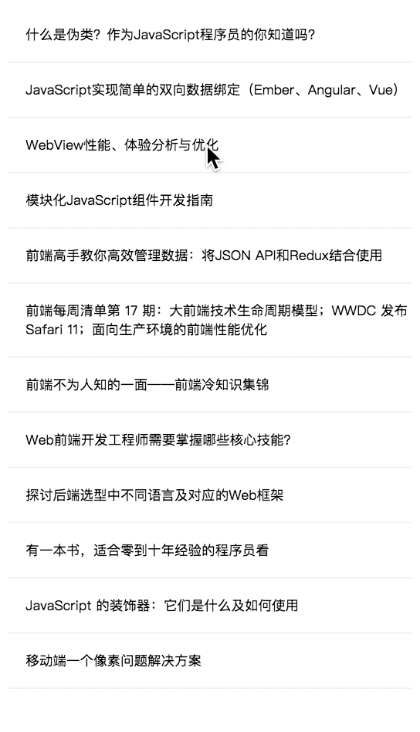 什么是伪类？作为JavaScript程序员的你知道吗？
JavaScript实现简单的双向数据绑定（Ember、Angular、Vue）
WebView性能、体验分析与优化
模块化JavaScript组件开发指南
前端高手教你高效管理数据：将JSON API和Redux结合使用
前端每周清单第 17 期：大前端技术生命周期模型；WWDC 发布
Safari 11；面向生产环境的前端性能优化
前端不为人知的一面——前端冷知识集锦
Web前端开发工程师需要掌握哪些核心技能？
探讨后端选型中不同语言及对应的Web框架
有一本书，适合零到十年经验的程序员看
JavaScript 的装饰器：它们是什么及如何使用
移动端一个像素问题解决方案